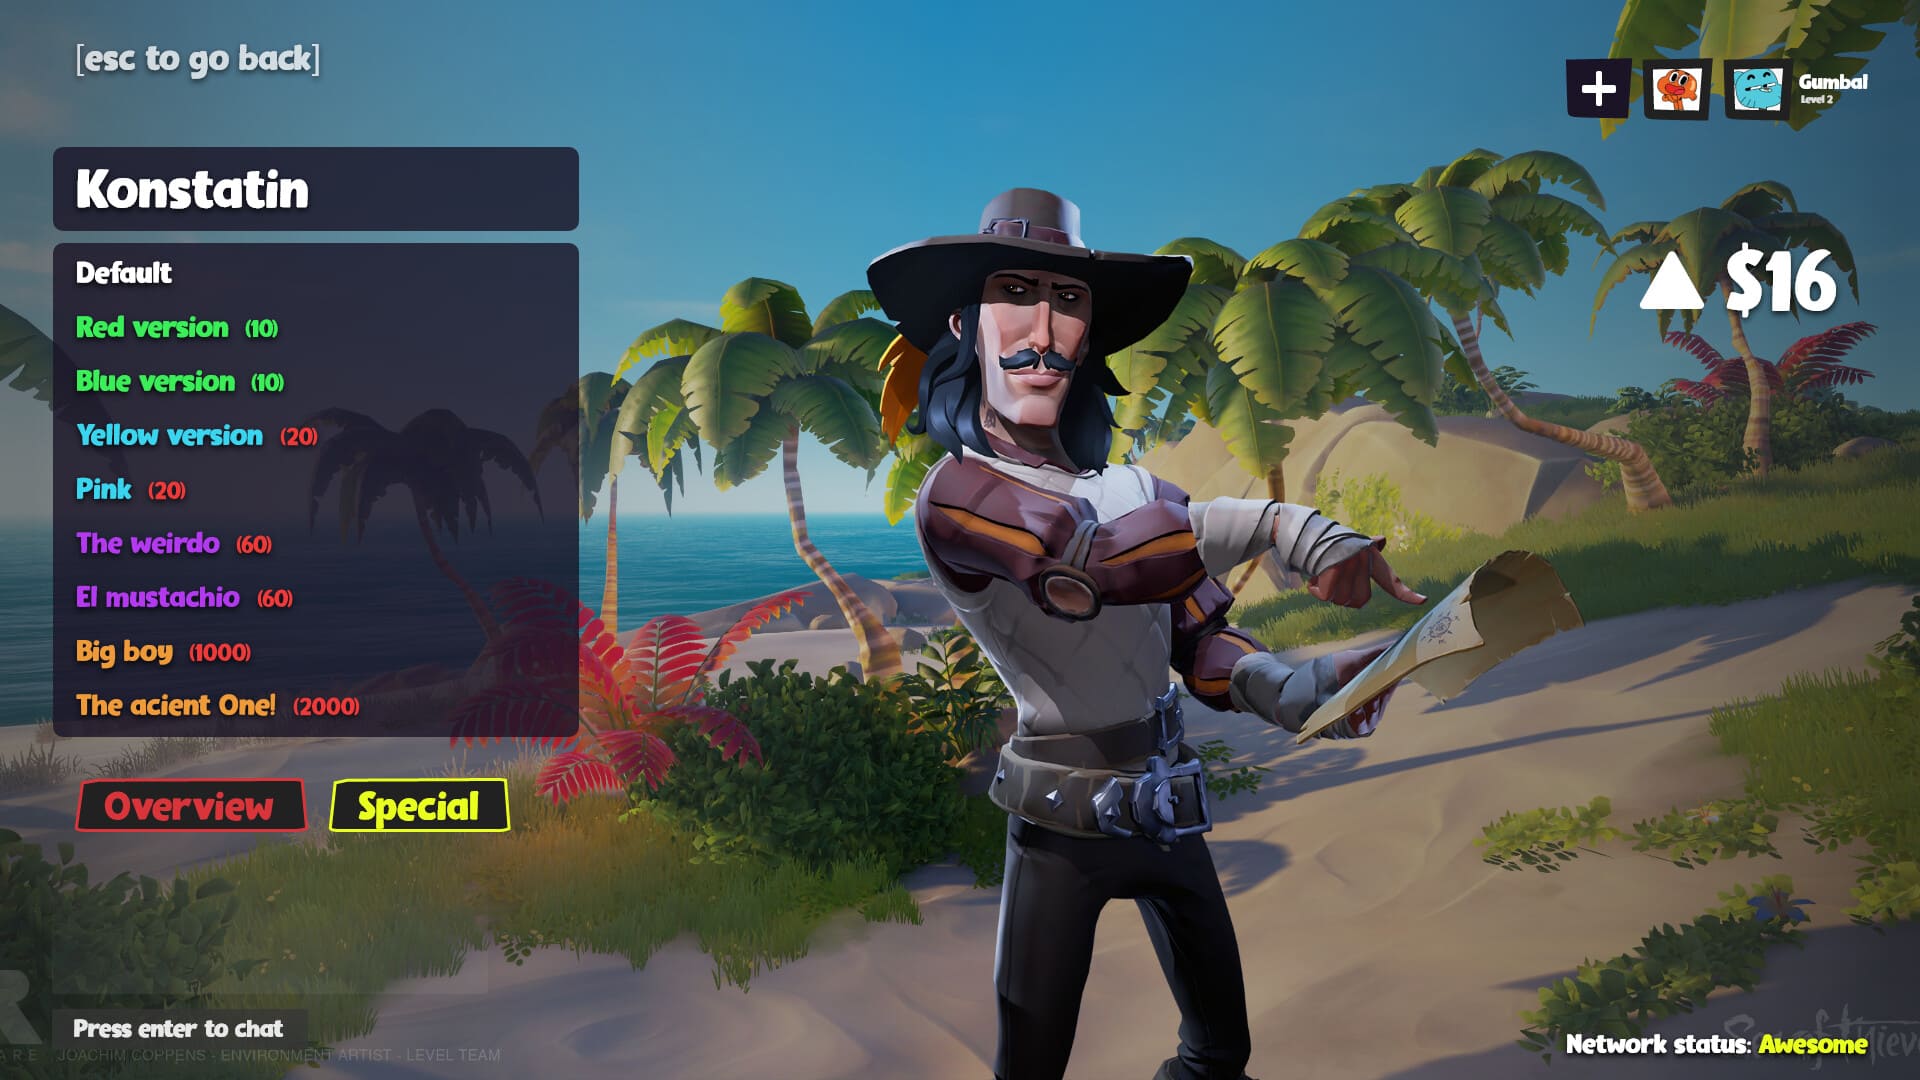 [esc to go back]
Gumbal
Level 2
Konstatin
$16
Default
Red version (10)
Blue version (10)
Yellow version (20)
Pink (20)
The weirdo (60)
El mustachio (60)
Big boy (1000)
The acient One! (2000)
Overview
Special
Press enter to chat
JOACHIM COPPENS - ENVIRONMENT ARTIST - LEVEL TEAM
Network status: Awesome